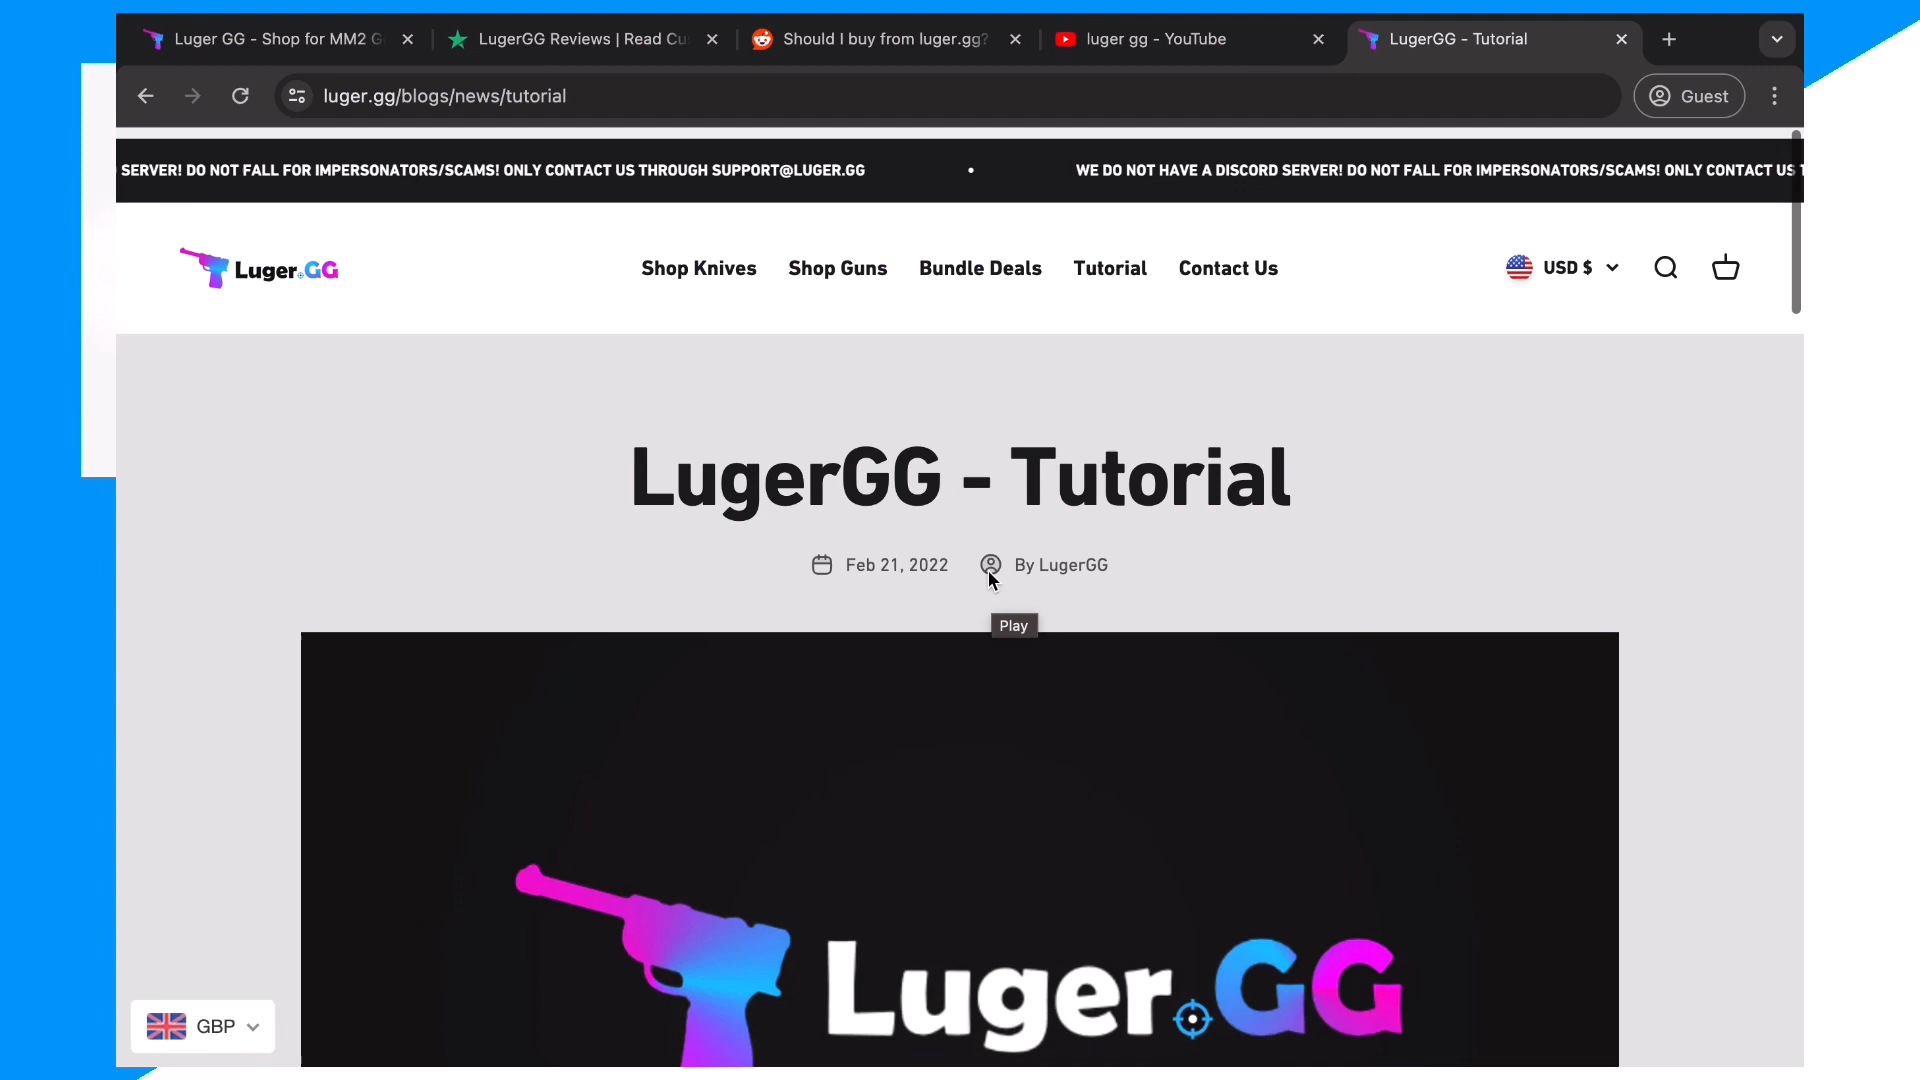 Luger GG - Shop for MM2 G
LugerGG Reviews | Read Cu
Should I buy from luger.gg?
luger gg - YouTube
LugerGG - Tutorial
luger.gg/blogs/news/tutorial
Guest
SERVER! DO NOT FALL FOR IMPERSONATORS/SCAMS! ONLY CONTACT US THROUGH SUPPORT@LUGER.GG • WE DO NOT HAVE A DISCORD SERVER! DO NOT FALL FOR IMPERSONATORS/SCAMS! ONLY CONTACT US
Luger.GG
Shop Knives
Shop Guns
Bundle Deals
Tutorial
Contact Us
USD $
LugerGG - Tutorial
Feb 21, 2022
By LugerGG
Play
Luger.GG
GBP